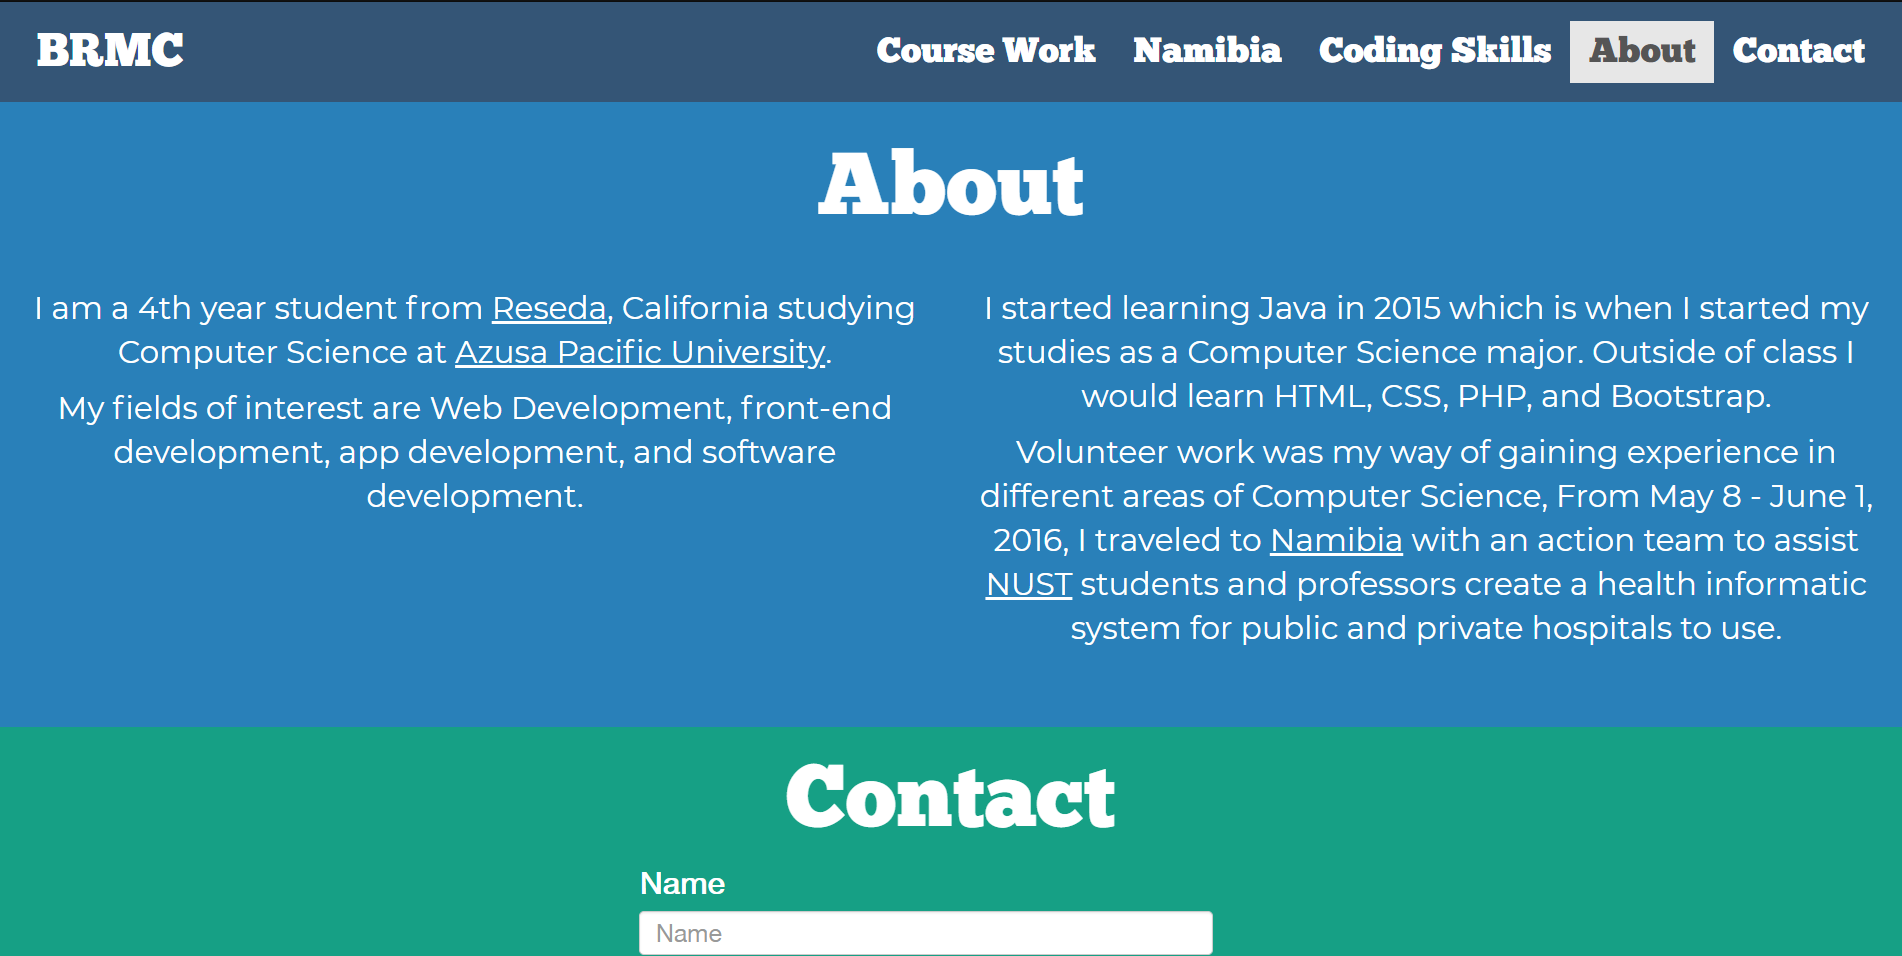 BRMC
Course Work
Namibia
Coding Skills
About
Contact
About
I am a 4th year student from Reseda, California studying
Computer Science at Azusa Pacific University.
My fields of interest are Web Development, front-end
development, app development, and software
development.
I started learning Java in 2015 which is when I started my
studies as a Computer Science major. Outside of class I
would learn HTML, CSS, PHP, and Bootstrap.
Volunteer work was my way of gaining experience in
different areas of Computer Science, From May 8 - June 1,
2016, I traveled to Namibia with an action team to assist
NUST students and professors create a health informatic
system for public and private hospitals to use.
Contact
Name
Name